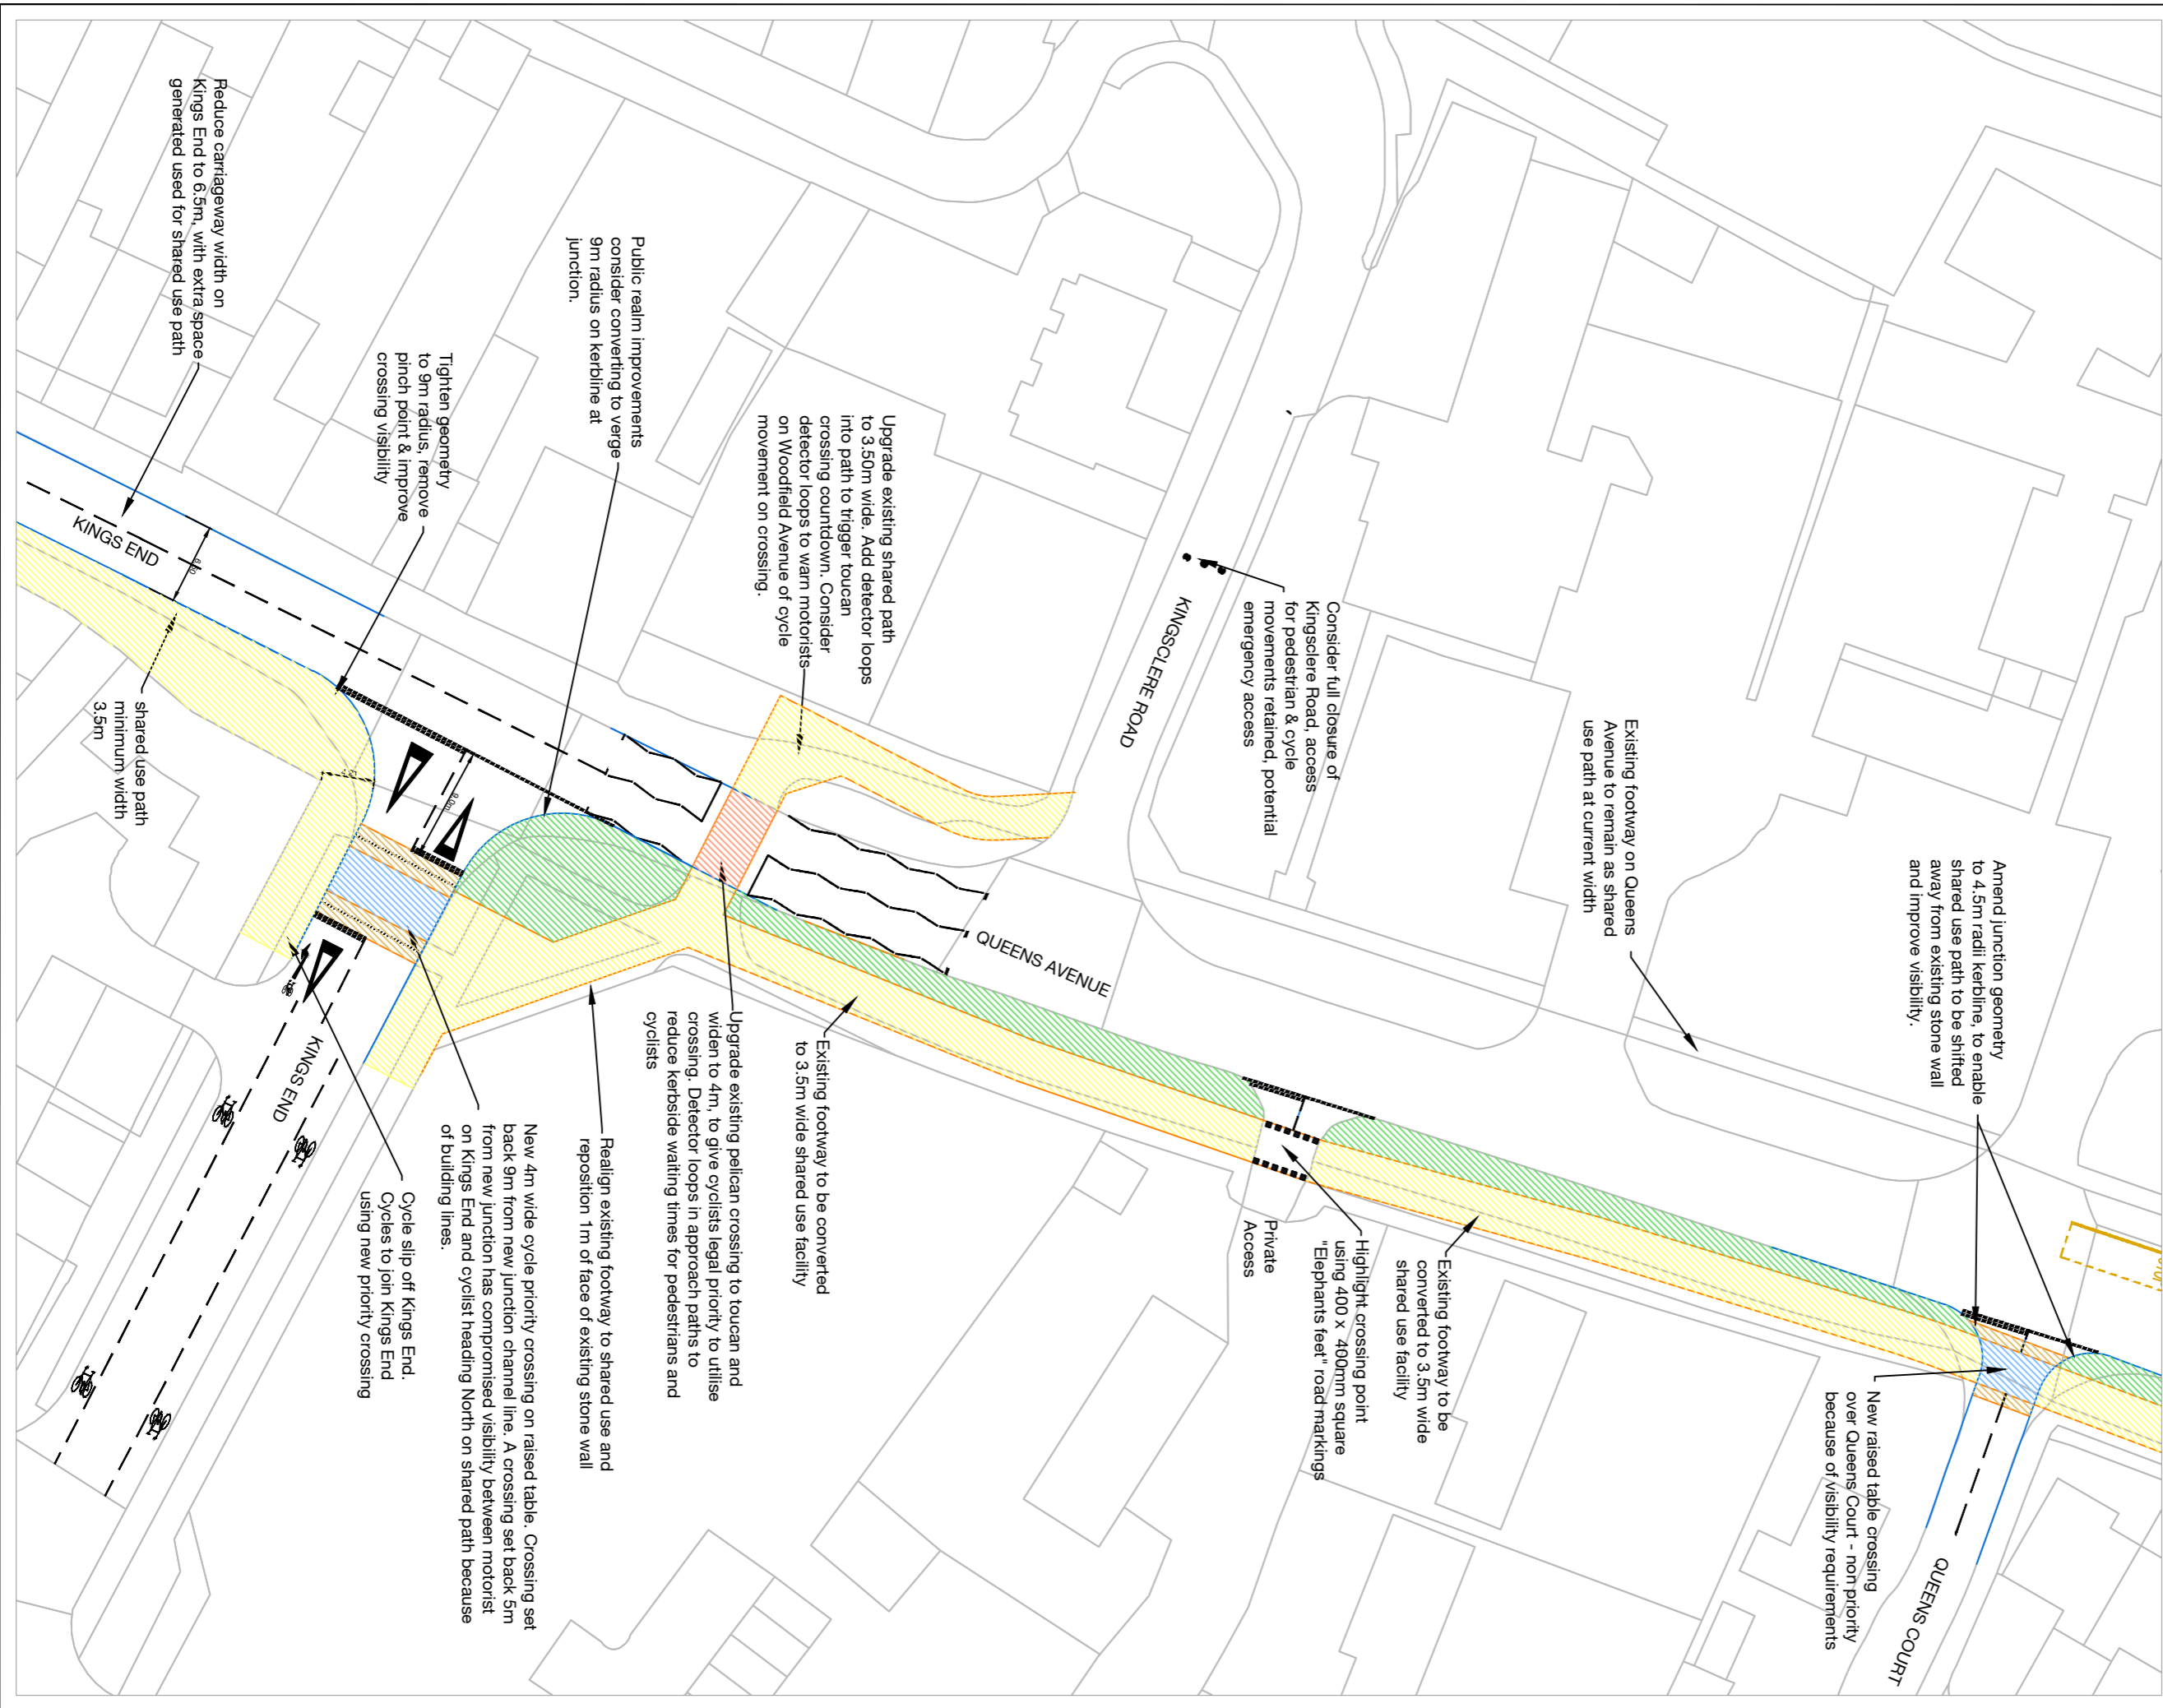 Reduce carriageway width on
Kings End to 6.5m, with extra space
generated used for shared use path
Tighten geometry
to 9m radius, remove
pinch point & improve
crossing visibility
Public realm improvements
consider converting to verge
9m radius on kerbline at
junction.
Upgrade existing shared path
to 3.50m wide. Add detector loops
into path to trigger toucan
crossing countdown. Consider
detector loops to warn motorists
on Woodfield Avenue of cycle
movement on crossing.
Consider full closure of
Kingsclere Road, access
for pedestrian & cycle
movements retained, potential
emergency access
Existing footway on Queens
Avenue to remain as shared
use path at current width
Amend junction geometry
to 4.5m radii kerbline, to enable
shared use path to be shifted
away from existing stone wall
and improve visibility.
KINGSCLERE ROAD
QUEENS AVENUE
KINGS END
6.50
shared use path
minimum width
3.5m
9.0m
KINGS END
Cycle slip off Kings End.
Cycles to join Kings End
using new priority crossing
New 4m wide cycle priority crossing on raised table. Crossing set
back 9m from new junction channel line. A crossing set back 5m
from new junction has compromised visibility between motorist
on Kings End and cyclist heading North on shared path because
of building lines.
Realign existing footway to shared use and
reposition 1m of face of existing stone wall
Upgrade existing pelican crossing to toucan and
widen to 4m, to give cyclists legal priority to utilise
crossing. Detector loops in approach paths to
reduce kerbside waiting times for pedestrians and
cyclists
Existing footway to be converted
to 3.5m wide shared use facility
Private
Access
Highlight crossing point
using 400 x 400mm square
"Elephants feet" road markings
Existing footway to be
converted to 3.5m wide
shared use facility
New raised table crossing
over Queens Court - non priority
because of visibility requirements
QUEENS COURT